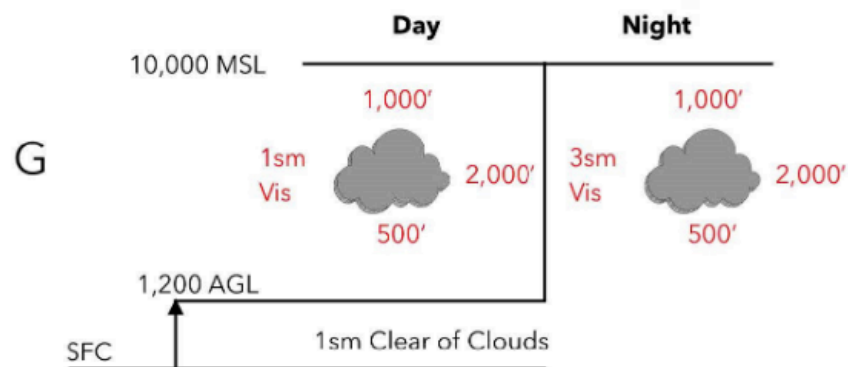 Day
Night
10,000 MSL
1,000′
1,000′
G
1sm
Vis
2,000′
3sm
Vis
2,000′
500′
500′
1,200 AGL
1sm Clear of Clouds
SFC